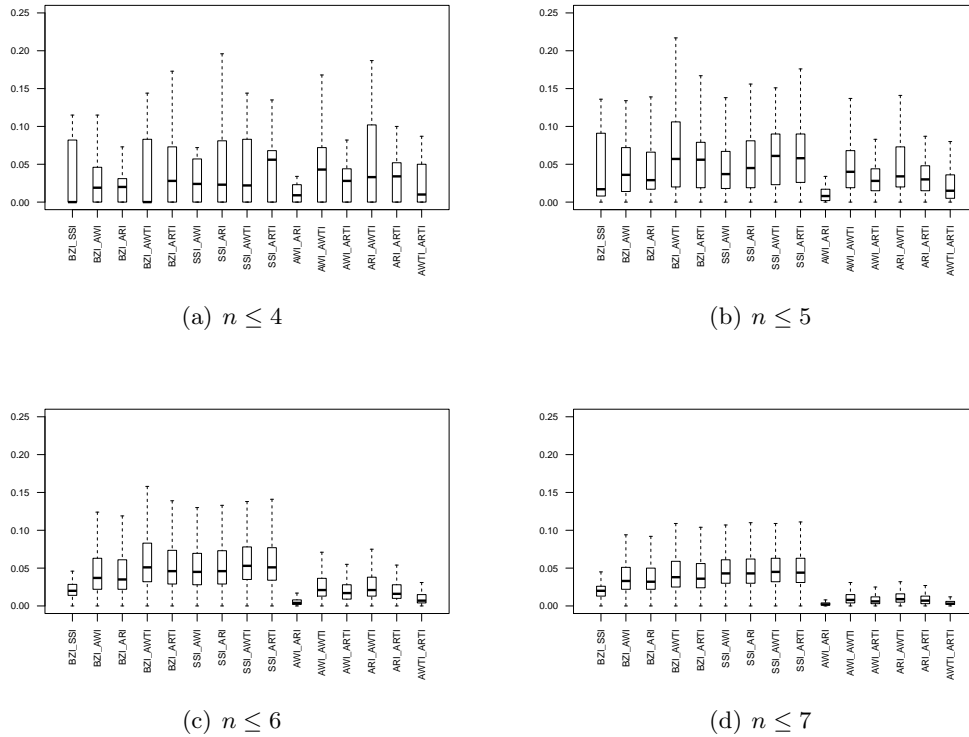 0.25
0.20
0.15
0.10
0.05
0.00
BZI_SSI
BZI_AWI
BZI_ARI
BZI_AWTI
BZI_ARTI
SSI_AWI
SSI_ARI
SSI_AWTI
SSI_ARTI
AWI_ARI
AWI_AWTI
AWI_ARTI
ARI_AWTI
ARI_ARTI
AWTI_ARTI
(a) n ≤ 4
0.25
0.20
0.15
0.10
0.05
0.00
BZI_SSI
BZI_AWI
BZI_ARI
BZI_AWTI
BZI_ARTI
SSI_AWI
SSI_ARI
SSI_AWTI
SSI_ARTI
AWI_ARI
AWI_AWTI
AWI_ARTI
ARI_AWTI
ARI_ARTI
AWTI_ARTI
(b) n ≤ 5
0.25
0.20
0.15
0.10
0.05
0.00
BZI_SSI
BZI_AWI
BZI_ARI
BZI_AWTI
BZI_ARTI
SSI_AWI
SSI_ARI
SSI_AWTI
SSI_ARTI
AWI_ARI
AWI_AWTI
AWI_ARTI
ARI_AWTI
ARI_ARTI
AWTI_ARTI
(c) n ≤ 6
0.25
0.20
0.15
0.10
0.05
0.00
BZI_SSI
BZI_AWI
BZI_ARI
BZI_AWTI
BZI_ARTI
SSI_AWI
SSI_ARI
SSI_AWTI
SSI_ARTI
AWI_ARI
AWI_AWTI
AWI_ARTI
ARI_AWTI
ARI_ARTI
AWTI_ARTI
(d) n ≤ 7